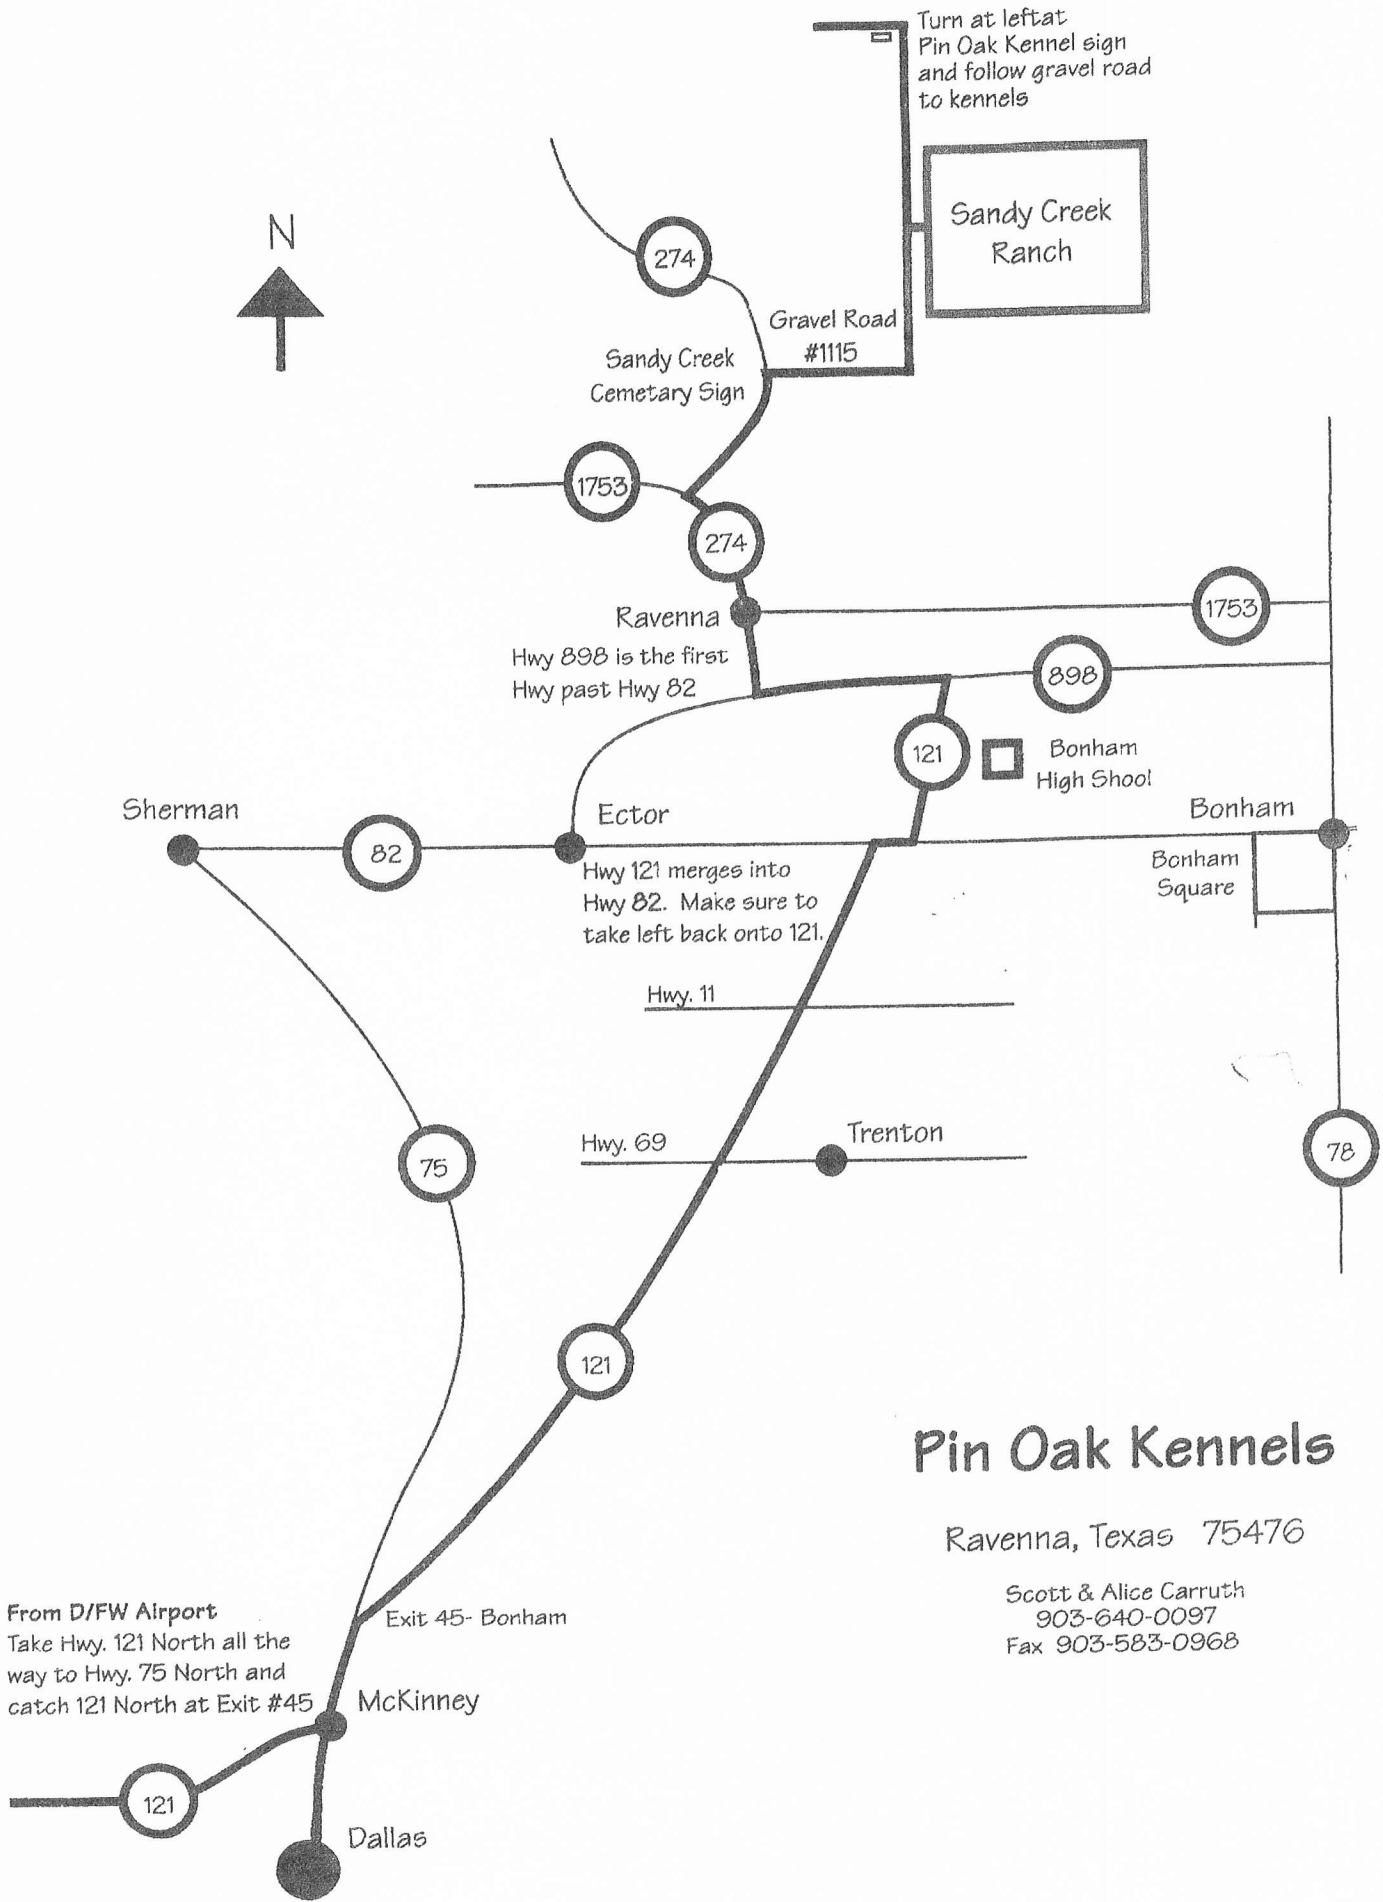 Turn at leftat
Pin Oak Kennel sign
and follow gravel road
to kennels
N
274
Sandy Creek
Ranch
Gravel Road
#1115
Sandy Creek
Cemetary Sign
1753
274
Ravenna
1753
Hwy 898 is the first
Hwy past Hwy 82
898
121
Bonham
High Shool
Sherman
82
Ector
Bonham
Hwy 121 merges into
Hwy 82. Make sure to
take left back onto 121.
Bonham
Square
Hwy. 11
75
Hwy. 69
Trenton
78
121
Pin Oak Kennels
Ravenna, Texas 75476
Scott & Alice Carruth
903-640-0097
Fax 903-583-0968
From D/FW Airport
Take Hwy. 121 North all the
way to Hwy. 75 North and
catch 121 North at Exit #45
Exit 45- Bonham
McKinney
121
Dallas